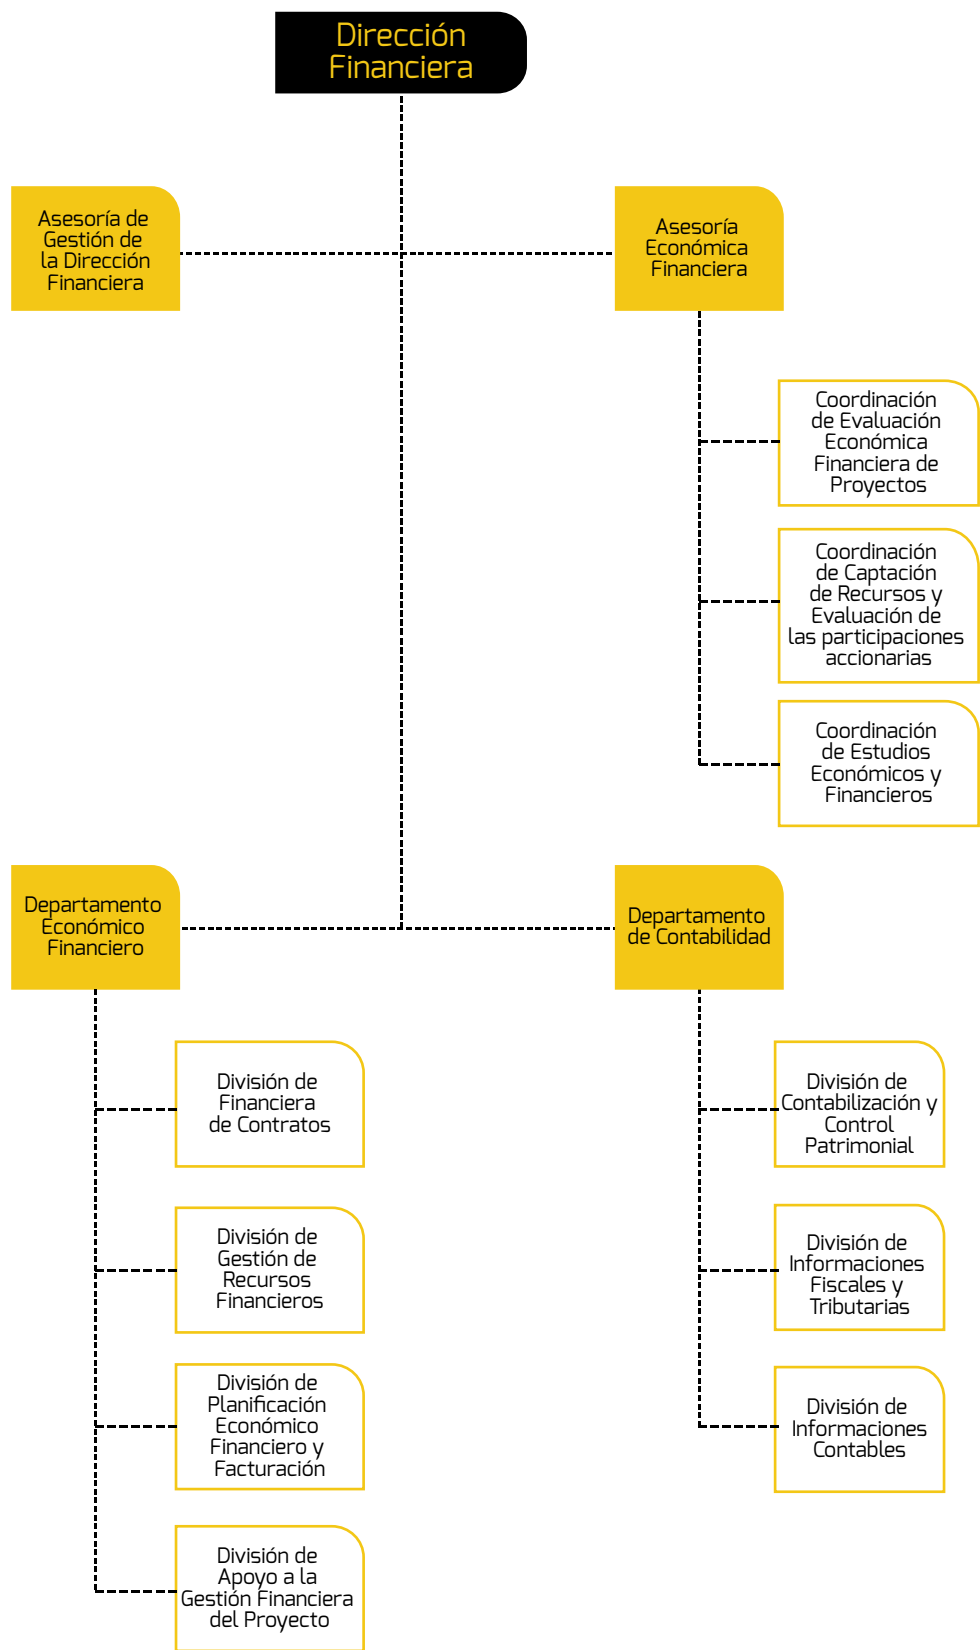 Dirección
Financiera
Asesoría de
Gestión de
la Dirección
Financiera
Asesoría
Económica
Financiera
Coordinación
de Evaluación
Económica
Financiera de
Proyectos
Coordinación
de Captación
de Recursos y
Evaluación de
las participaciones
accionarias
Coordinación
de Estudios
Económicos y
Financieros
Departamento
Económico
Financiero
Departamento
de Contabilidad
División de
Financiera
de Contratos
División de
Gestión de
Recursos
Financieros
División de
Planificación
Económico
Financiero y
Facturación
División de
Apoyo a la
Gestión Financiera
del Proyecto
División de
Contabilización y
Control
Patrimonial
División de
Informaciones
Fiscales y
Tributarias
División de
Informaciones
Contables